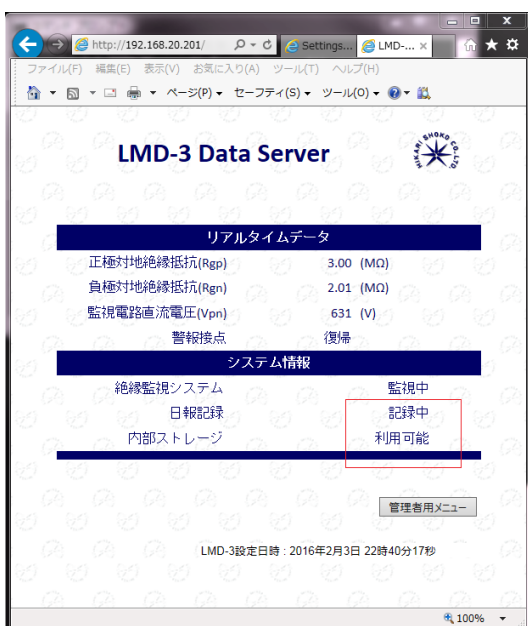 http://192.168.20.201/
Settings...
LMD-...
ファイル(F) 編集(E) 表示(V) お気に入り(A) ツール(T) ヘルプ(H)
ページ(P) セーフティ(S) ツール(O)
LMD-3 Data Server
HIKARI SHOKO CO.,LTD
リアルタイムデータ
正極対地絶縁抵抗(Rgp) 3.00 (MΩ)
負極対地絶縁抵抗(Rgn) 2.01 (MΩ)
監視電路直流電圧(Vpn) 631 (V)
警報接点 復帰
システム情報
絶縁監視システム 監視中
日報記録 記録中
内部ストレージ 利用可能
管理者用メニュー
LMD-3設定日時 : 2016年2月3日 22時40分17秒
100%